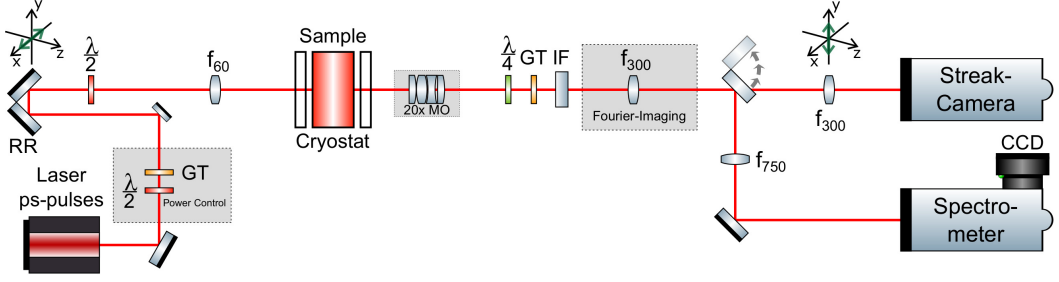 y
z
x
λ
2
f60
Sample
λ
4
GT IF
f300
y
z
x
Streak-
Camera
RR
20x MO
Cryostat
Fourier-Imaging
f300
CCD
GT
λ
2
Power Control
f750
Laser
ps-pulses
Spectro-
meter